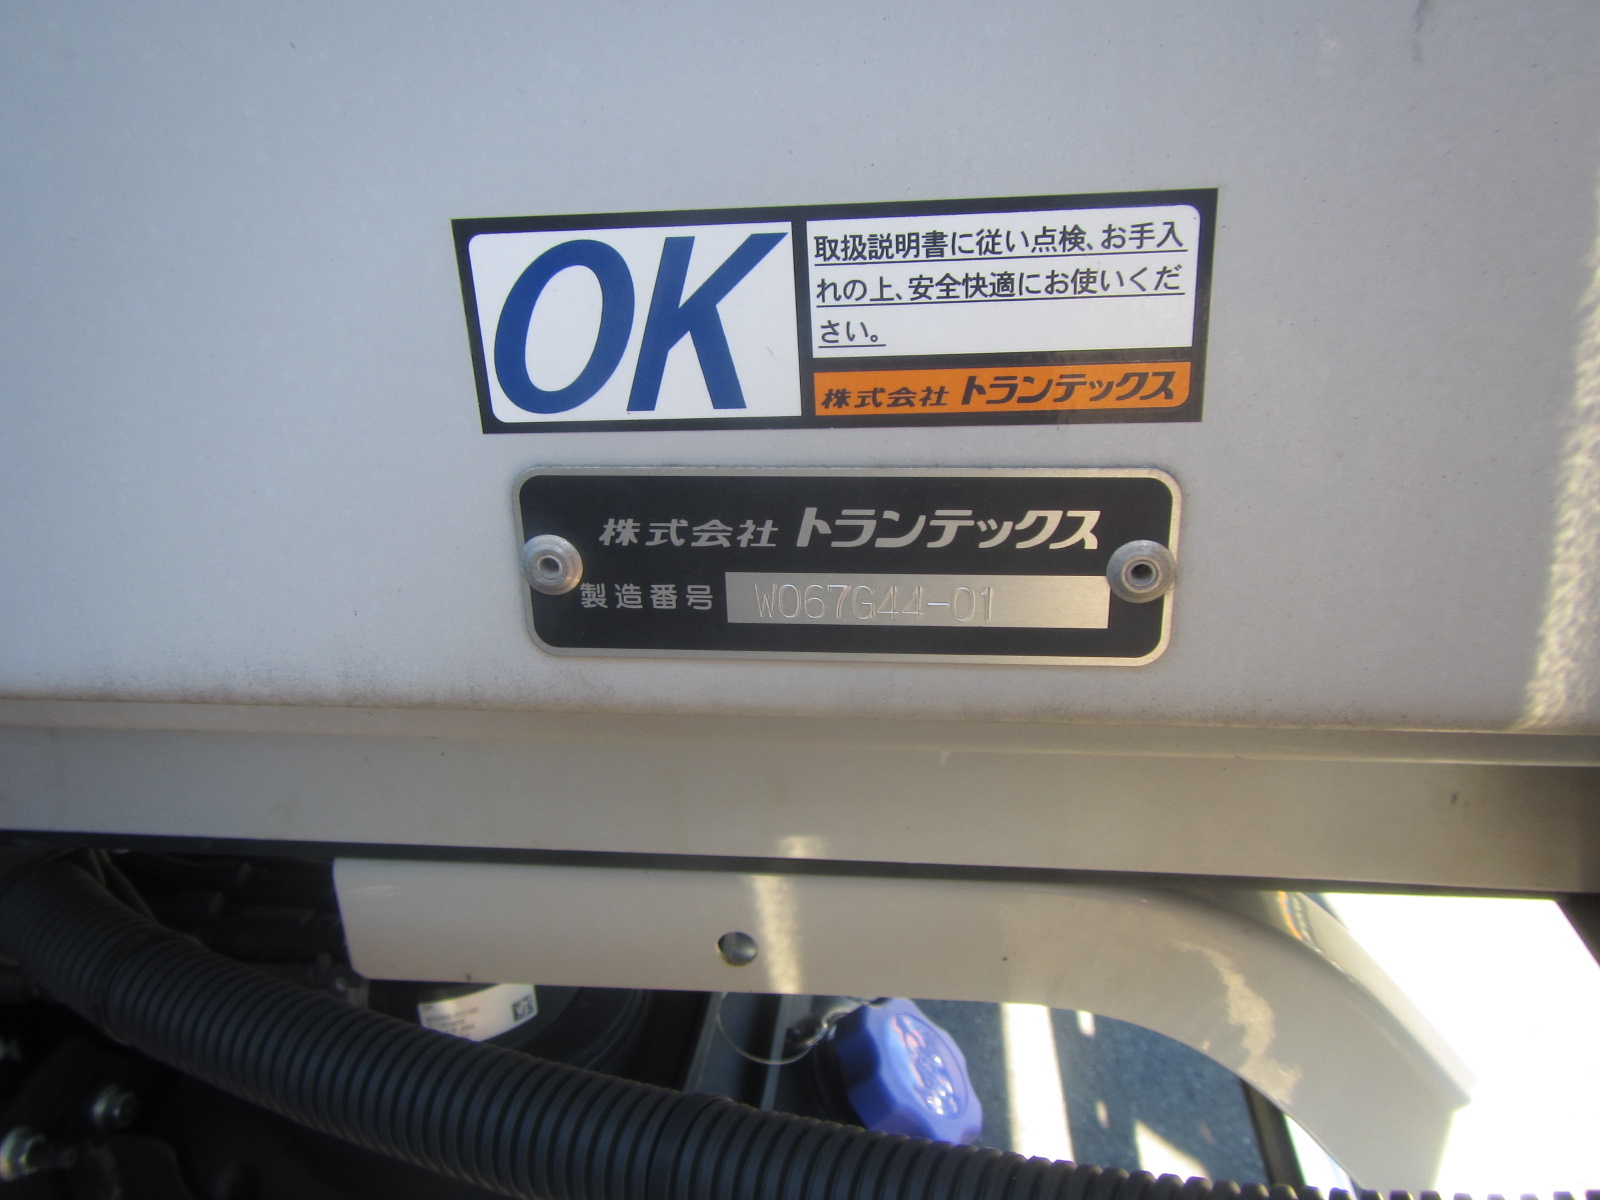 OK
取扱説明書に従い点検、お手入
れの上、安全快適にお使いくだ
さい。
株式会社 トランテックス
株式会社 トランテックス
製造番号 W067G44-01